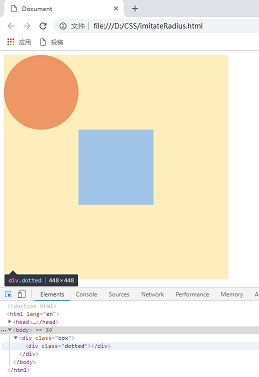 Document
文件 | file:///D:/CSS/imitateRadius.html
应用 投稿
div.dotted | 448 × 448
Elements Console Sources Network Performance Memory
<!doctype html>
<html lang="en">
<head>…</head>
<body> == $0
<div class="box">
<div class="dotted"></div>
</div>
</body>
</html>